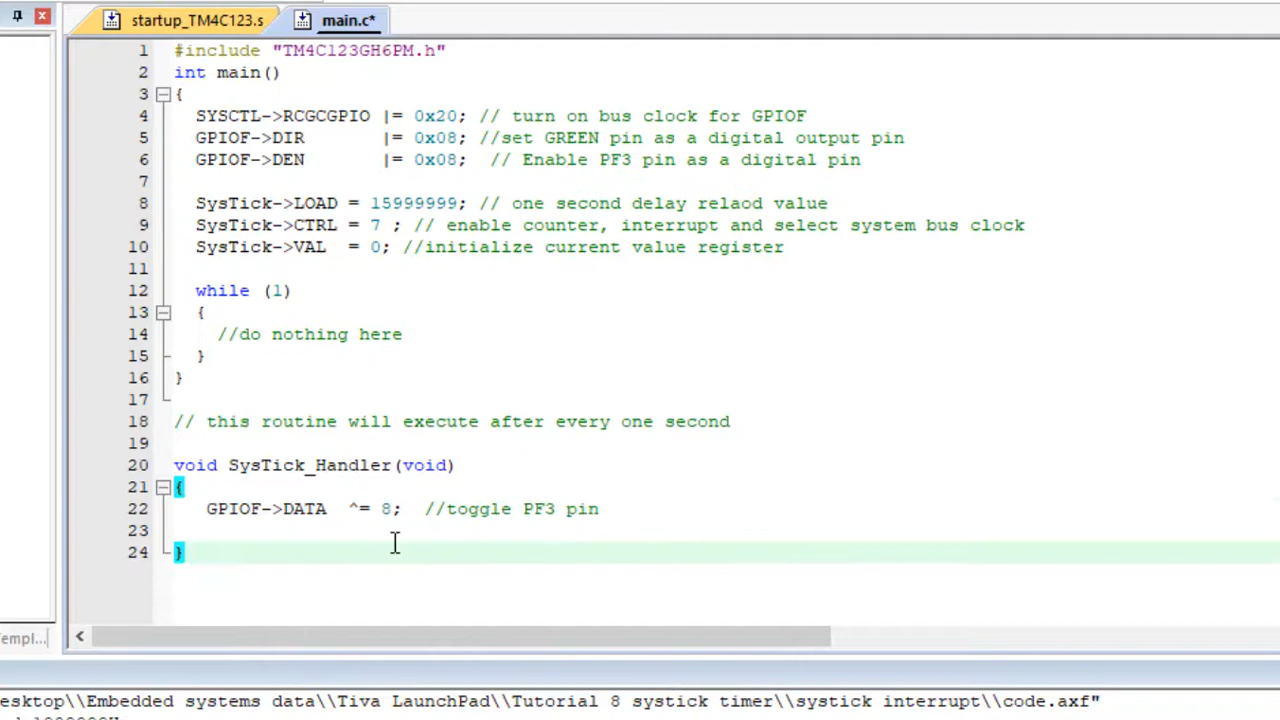 startup_TM4C123.s main.c*
1 #include "TM4C123GH6PM.h"
2 int main()
3 {
4 SYSCTL->RCGCGPIO |= 0x20; // turn on bus clock for GPIOF
5 GPIOF->DIR |= 0x08; //set GREEN pin as a digital output pin
6 GPIOF->DEN |= 0x08; // Enable PF3 pin as a digital pin
7
8 SysTick->LOAD = 15999999; // one second delay relaod value
9 SysTick->CTRL = 7 ; // enable counter, interrupt and select system bus clock
10 SysTick->VAL = 0; //initialize current value register
11
12 while (1)
13 {
14 //do nothing here
15 }
16 }
17
18 // this routine will execute after every one second
19
20 void SysTick_Handler(void)
21 {
22 GPIOF->DATA ^= 8; //toggle PF3 pin
23
24 }
Templ...
esktop\\Embedded systems data\\Tiva LaunchPad\\Tutorial 8 systick timer\\systick interrupt\\code.axf"